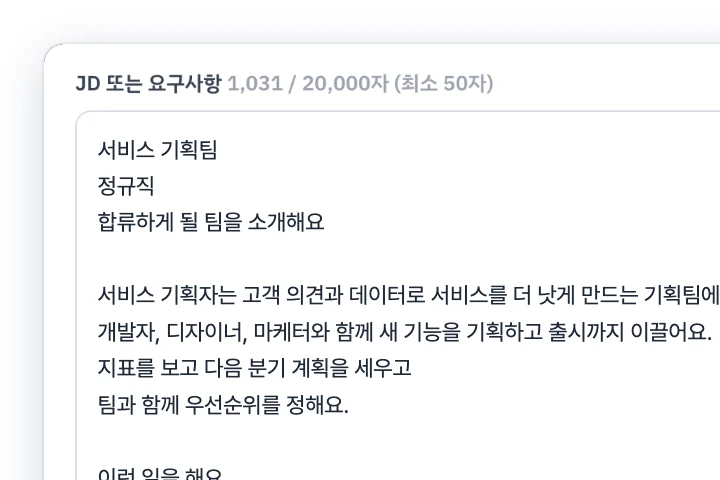 JD 또는 요구사항 1,031 / 20,000자 (최소 50자)
서비스 기획팀
정규직
합류하게 될 팀을 소개해요
서비스 기획자는 고객 의견과 데이터로 서비스를 더 낫게 만드는 기획팀에
개발자, 디자이너, 마케터와 함께 새 기능을 기획하고 출시까지 이끌어요.
지표를 보고 다음 분기 계획을 세우고
팀과 함께 우선순위를 정해요.
이런 일을 해요